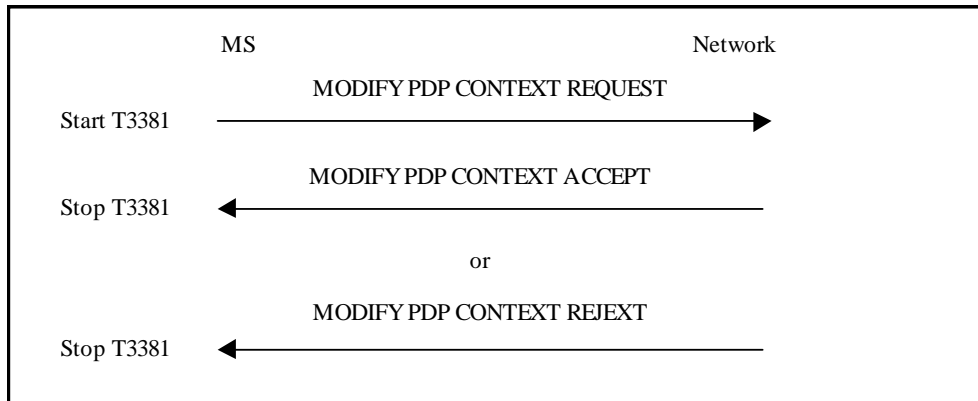 MS Network
MODIFY PDP CONTEXT REQUEST
Start T3381
MODIFY PDP CONTEXT ACCEPT
Stop T3381
or
MODIFY PDP CONTEXT REJEXT
Stop T3381